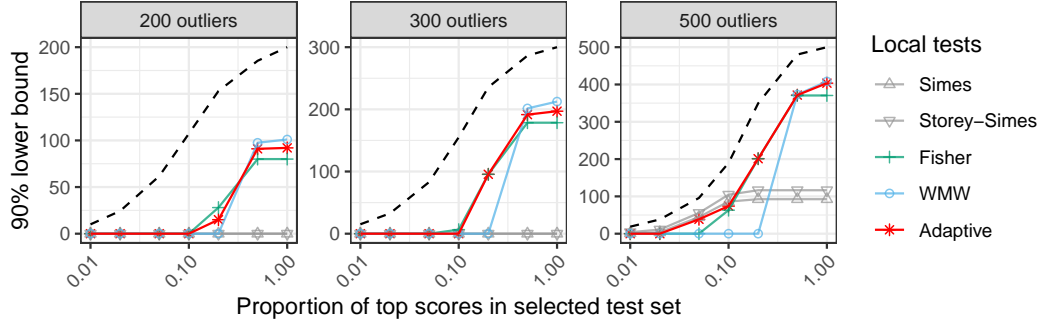 200 outliers
300 outliers
500 outliers
90% lower bound
200
150
100
50
0
300
200
100
0
500
400
300
200
100
0
0.01
0.10
1.00
0.01
0.10
1.00
0.01
0.10
1.00
Proportion of top scores in selected test set
Local tests
Simes
Storey−Simes
Fisher
WMW
Adaptive